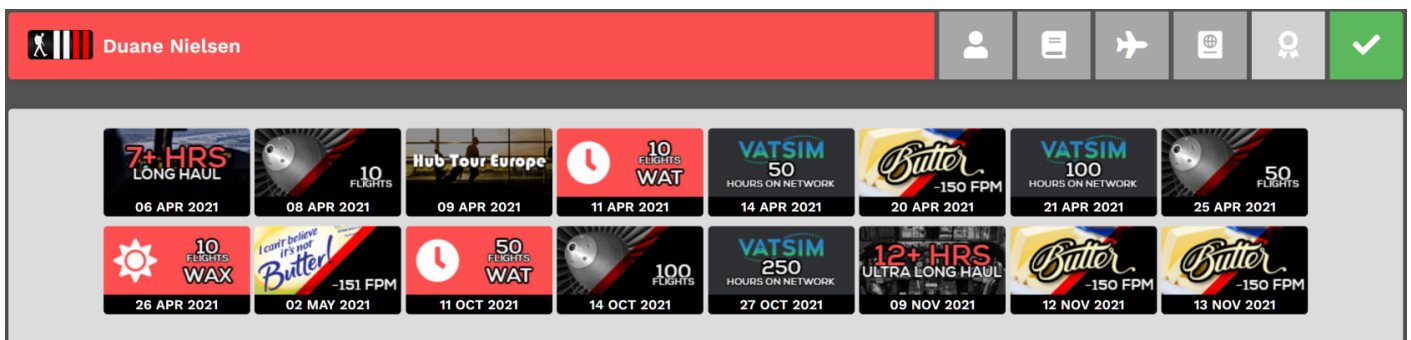 Duane Nielsen
7+ HRS
LONG HAUL
06 APR 2021
10
FLIGHTS
08 APR 2021
Hub Tour Europe
09 APR 2021
10
FLIGHTS
WAT
11 APR 2021
VATSIM
50
HOURS ON NETWORK
14 APR 2021
Butter
-150 FPM
20 APR 2021
VATSIM
100
HOURS ON NETWORK
21 APR 2021
50
FLIGHTS
25 APR 2021
10
FLIGHTS
WAX
26 APR 2021
I can't believe
it's not
Butter!
-151 FPM
02 MAY 2021
50
FLIGHTS
WAT
11 OCT 2021
100
FLIGHTS
14 OCT 2021
VATSIM
250
HOURS ON NETWORK
27 OCT 2021
12+ HRS
ULTRA LONG HAUL
09 NOV 2021
Butter
-150 FPM
12 NOV 2021
Butter
-150 FPM
13 NOV 2021